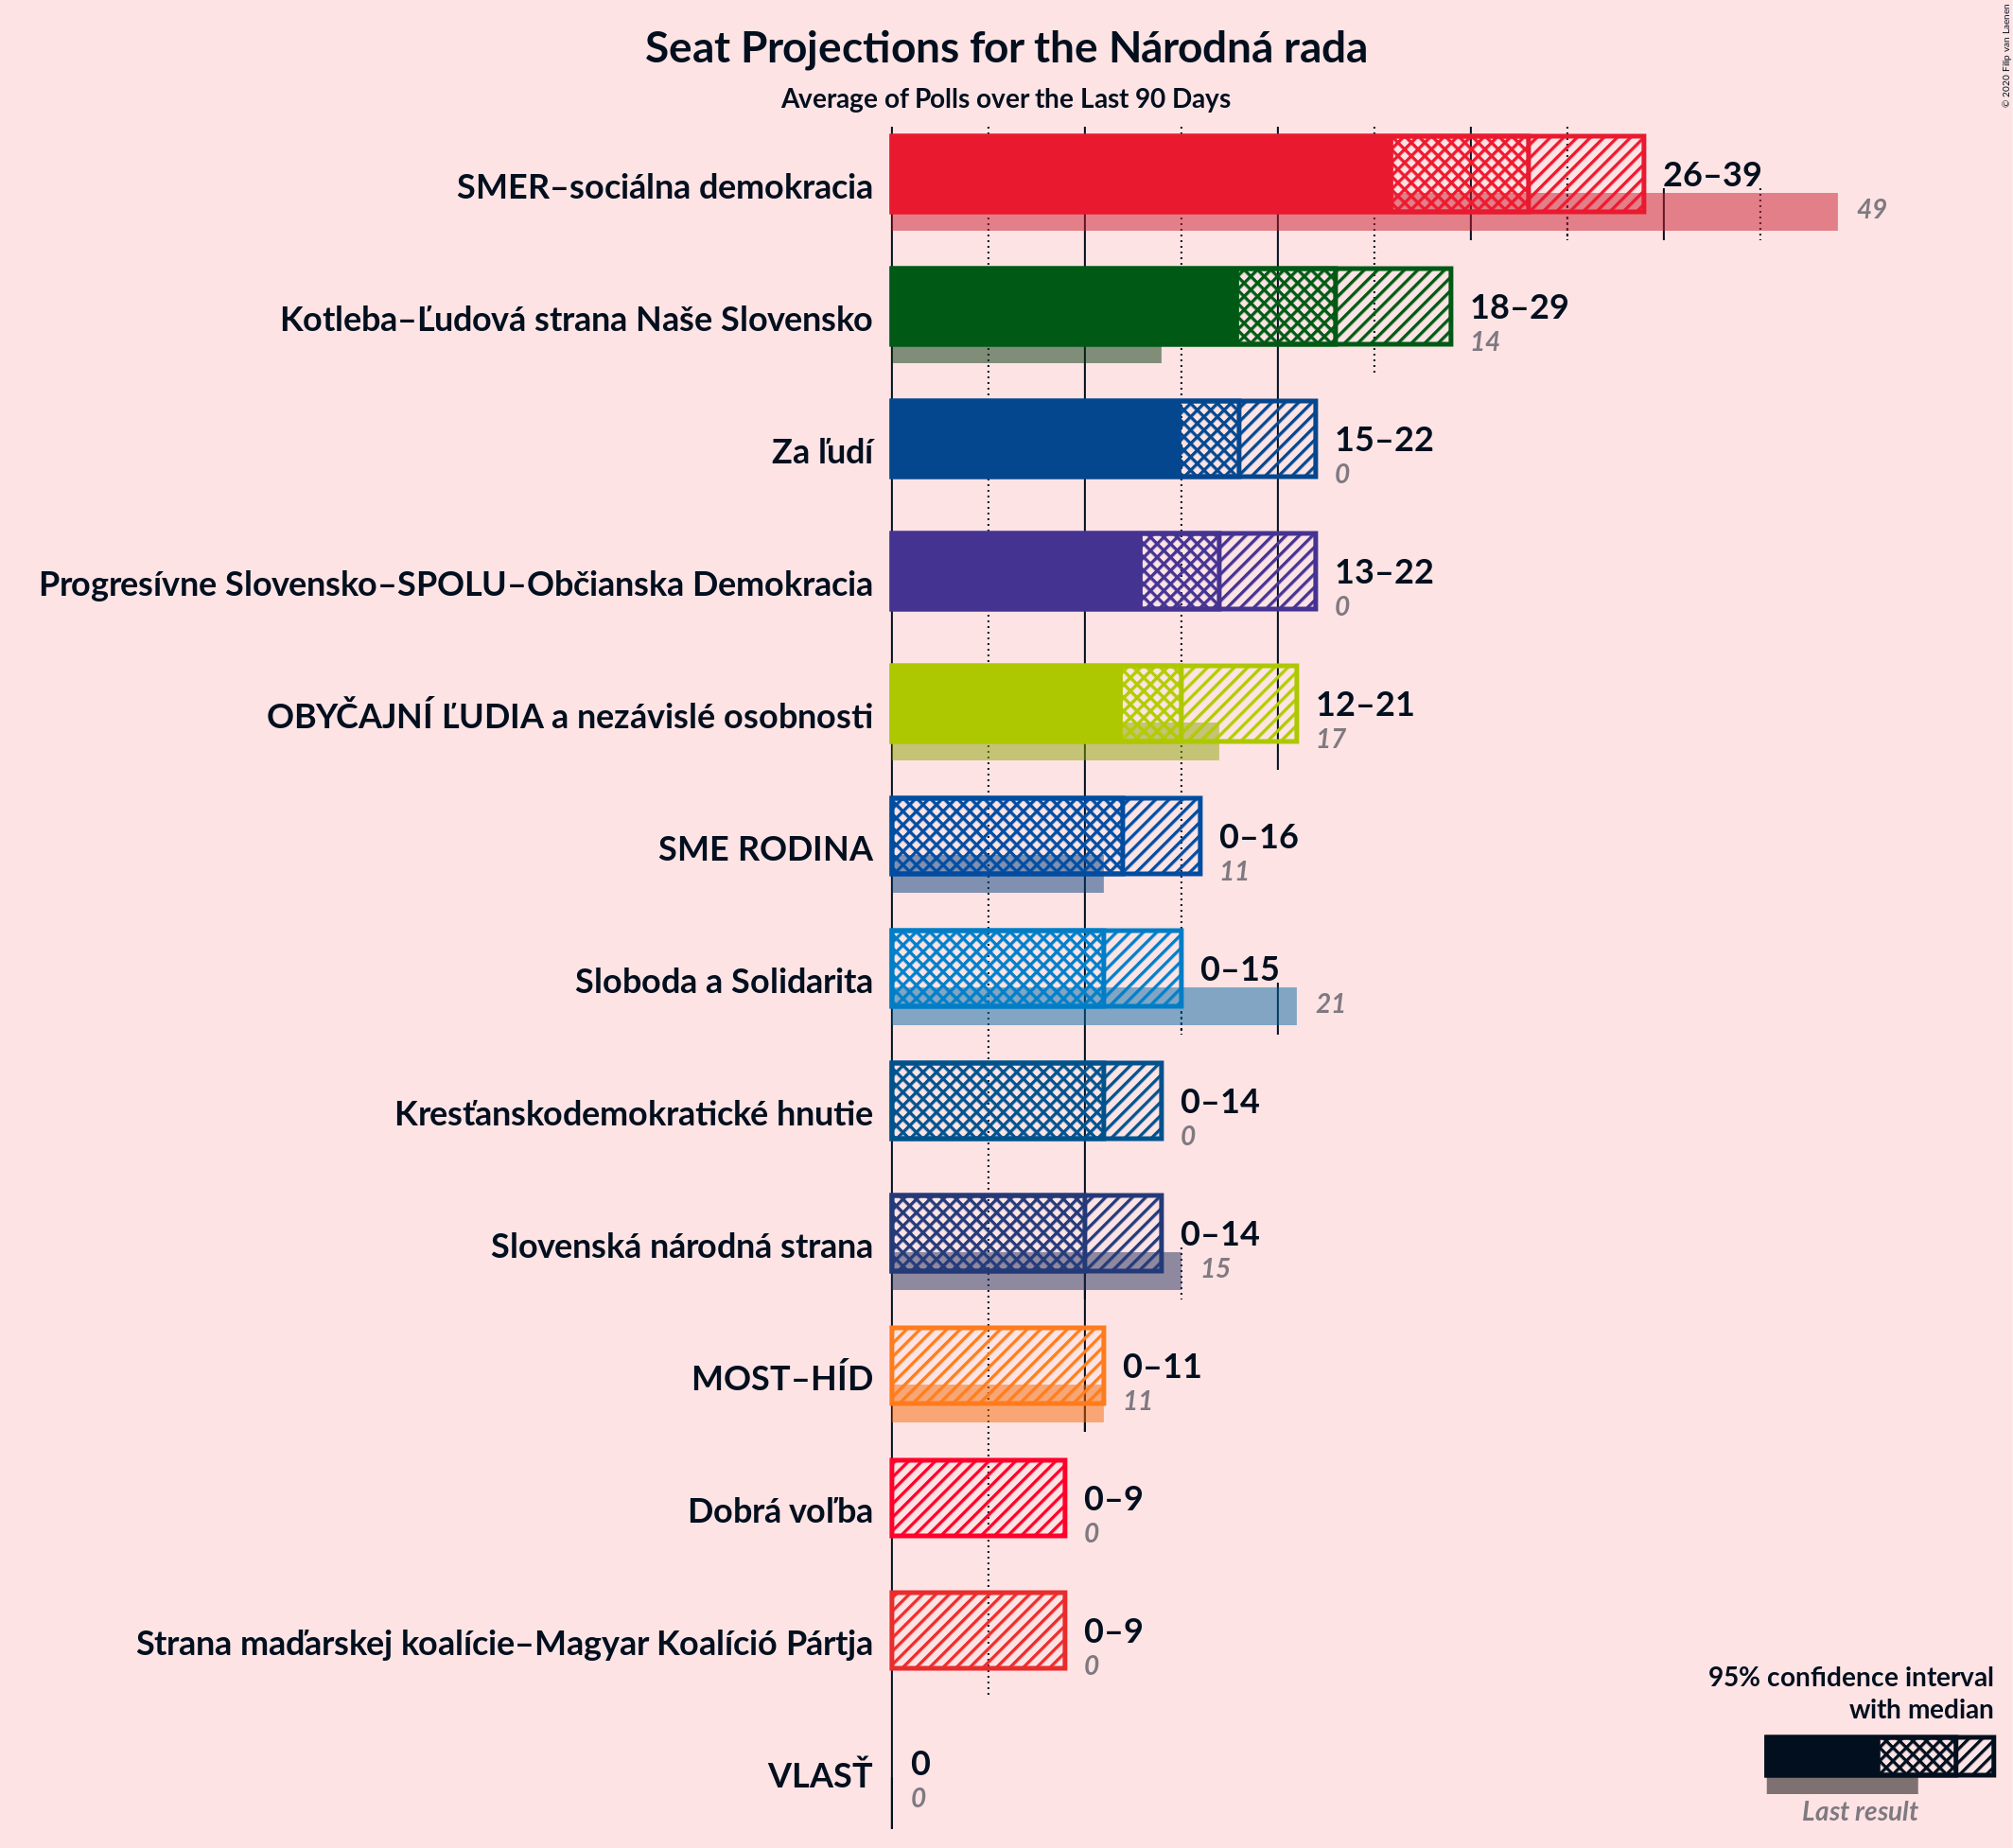 Seat Projections for the Národná rada
Average of Polls over the Last 90 Days
© 2020 Filip van Laenen
SMER–sociálna demokracia
26–39
49
Kotleba–Ľudová strana Naše Slovensko
18–29
14
Za ľudí
15–22
0
Progresívne Slovensko–SPOLU–Občianska Demokracia
13–22
0
OBYČAJNÍ ĽUDIA a nezávislé osobnosti
12–21
17
SME RODINA
0–16
11
Sloboda a Solidarita
0–15
21
Kresťanskodemokratické hnutie
0–14
0
Slovenská národná strana
0–14
15
MOST–HÍD
0–11
11
Dobrá voľba
0–9
0
Strana maďarskej koalície–Magyar Koalíció Pártja
0–9
0
VLASŤ
0
0
95% confidence interval
with median
Last result